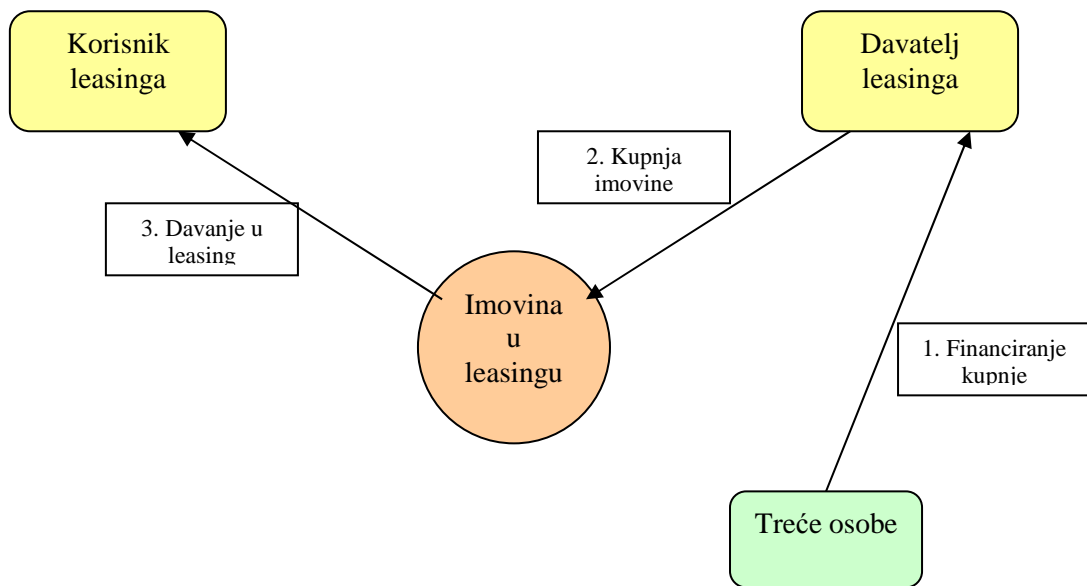 Korisnik
leasinga
Davatelj
leasinga
2. Kupnja
imovine
3. Davanje u
leasing
Imovina
u
leasingu
1. Financiranje
kupnje
Treće osobe